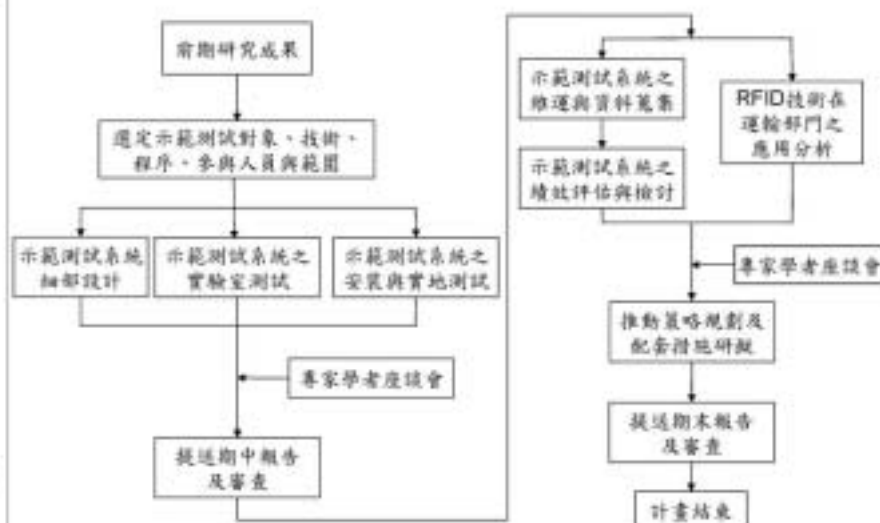 前期研究成果
選定示範測試對象、技術、
程序、參與人員與範圍
示範測試系統
細部設計
示範測試系統之
實驗室測試
示範測試系統之
安裝與實地測試
專家學者座談會
提送期中報告
及審查
示範測試系統之
維運與資料蒐集
示範測試系統之
績效評估與檢討
RFID技術在
運輸部門之
應用分析
專家學者座談會
推動策略規劃及
配套措施研擬
提送期末報告
及審查
計畫結束